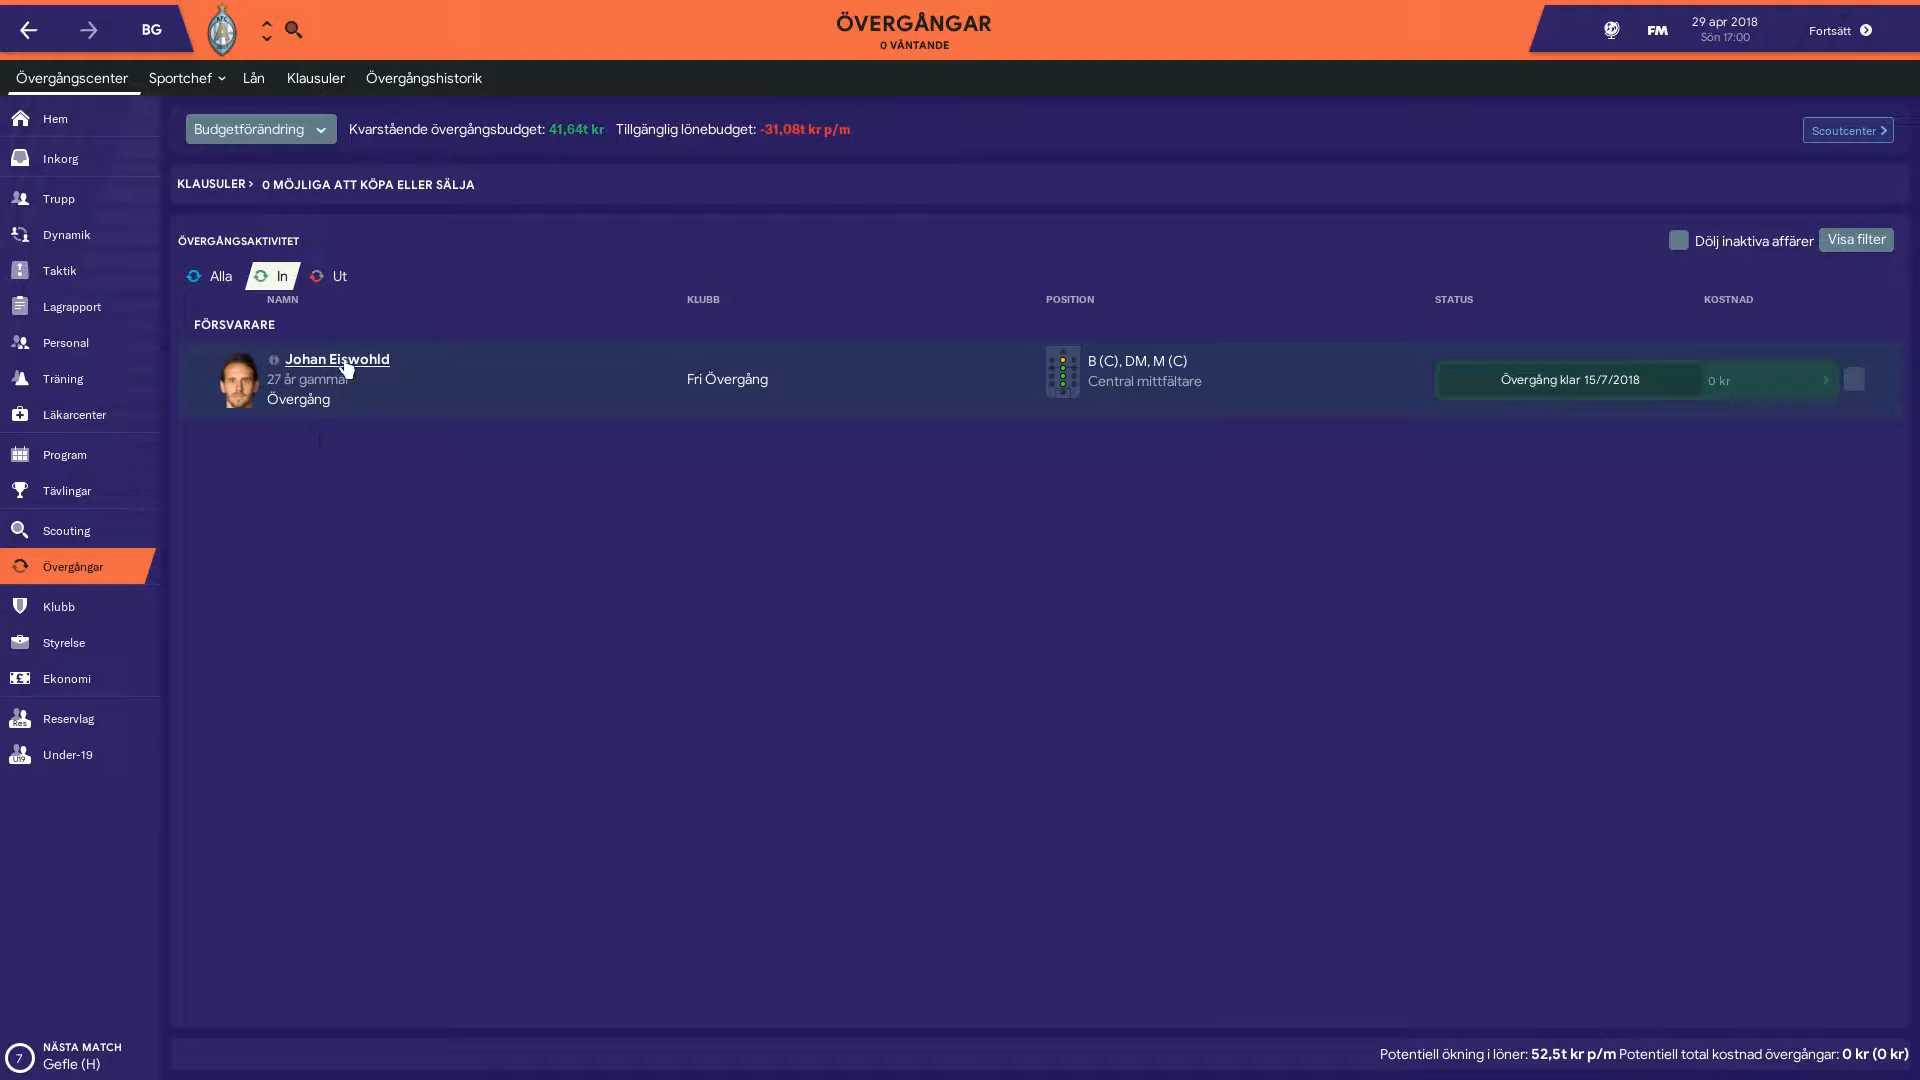 BG
ÖVERGÅNGAR
0 VÄNTANDE
FM
29 apr 2018
Sön 17:00
Fortsätt
Övergångscenter
Sportchef
Lån
Klausuler
Övergångshistorik
Hem
Inkorg
Trupp
Dynamik
Taktik
Lagrapport
Personal
Träning
Läkarcenter
Program
Tävlingar
Scouting
Övergångar
Klubb
Styrelse
Ekonomi
Res
Reservlag
U19
Under-19
7
NÄSTA MATCH
Gefle (H)
Budgetförändring
Kvarstående övergångsbudget: 41,64t kr
Tillgänglig lönebudget: -31,08t kr p/m
Scoutcenter
KLAUSULER > 0 MÖJLIGA ATT KÖPA ELLER SÄLJA
ÖVERGÅNGSAKTIVITET
Dölj inaktiva affärer
Visa filter
Alla
In
Ut
NAMN
KLUBB
POSITION
STATUS
KOSTNAD
FÖRSVARARE
Johan Eiswohld
27 år gammal
Övergång
Fri Övergång
B (C), DM, M (C)
Central mittfältare
Övergång klar 15/7/2018
0 kr
Potentiell ökning i löner: 52,5t kr p/m Potentiell total kostnad övergångar: 0 kr (0 kr)